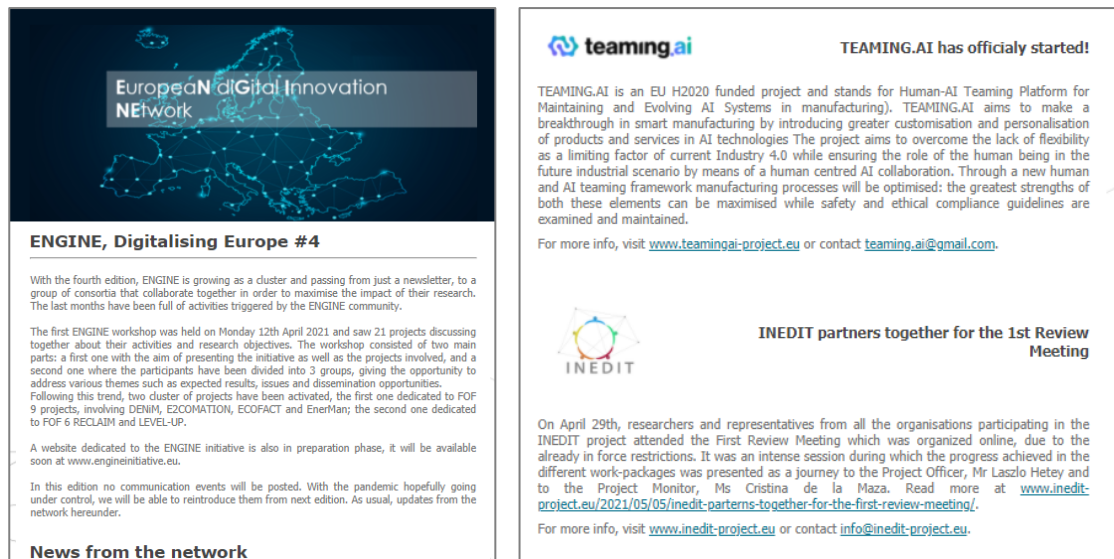 EuropeaN diGital Innovation
NEtwork
ENGINE, Digitalising Europe #4
With the fourth edition, ENGINE is growing as a cluster and passing from just a newsletter, to a
group of consortia that collaborate together in order to maximise the impact of their research.
The last months have been full of activities triggered by the ENGINE community.
The first ENGINE workshop was held on Monday 12th April 2021 and saw 21 projects discussing
together about their activities and research objectives. The workshop consisted of two main
parts: a first one with the aim of presenting the initiative as well as the projects involved, and a
second one where the participants have been divided into 3 groups, giving the opportunity to
address various themes such as expected results, issues and dissemination opportunities.
Following this trend, two cluster of projects have been activated, the first one dedicated to FOF
9 projects, involving DENiM, E2COMATION, ECOFACT and EnerMan; the second one dedicated
to FOF 6 RECLAIM and LEVEL-UP.
A website dedicated to the ENGINE initiative is also in preparation phase, it will be available
soon at www.engineinitiative.eu.
In this edition no communication events will be posted. With the pandemic hopefully going
under control, we will be able to reintroduce them from next edition. As usual, updates from the
network hereunder.
News from the network
teaming.ai
TEAMING.AI has officialy started!
TEAMING.AI is an EU H2020 funded project and stands for Human-AI Teaming Platform for
Maintaining and Evolving AI Systems in manufacturing). TEAMING.AI aims to make a
breakthrough in smart manufacturing by introducing greater customisation and personalisation
of products and services in AI technologies The project aims to overcome the lack of flexibility
as a limiting factor of current Industry 4.0 while ensuring the role of the human being in the
future industrial scenario by means of a human centred AI collaboration. Through a new human
and AI teaming framework manufacturing processes will be optimised: the greatest strengths of
both these elements can be maximised while safety and ethical compliance guidelines are
examined and maintained.
For more info, visit www.teamingai-project.eu or contact teaming.ai@gmail.com.
INEDIT
INEDIT partners together for the 1st Review
Meeting
On April 29th, researchers and representatives from all the organisations participating in the
INEDIT project attended the First Review Meeting which was organized online, due to the
already in force restrictions. It was an intense session during which the progress achieved in the
different work-packages was presented as a journey to the Project Officer, Mr Laszlo Hetey and
to the Project Monitor, Ms Cristina de la Maza. Read more at www.inedit-
project.eu/2021/05/05/inedit-parterns-together-for-the-first-review-meeting/.
For more info, visit www.inedit-project.eu or contact info@inedit-project.eu.